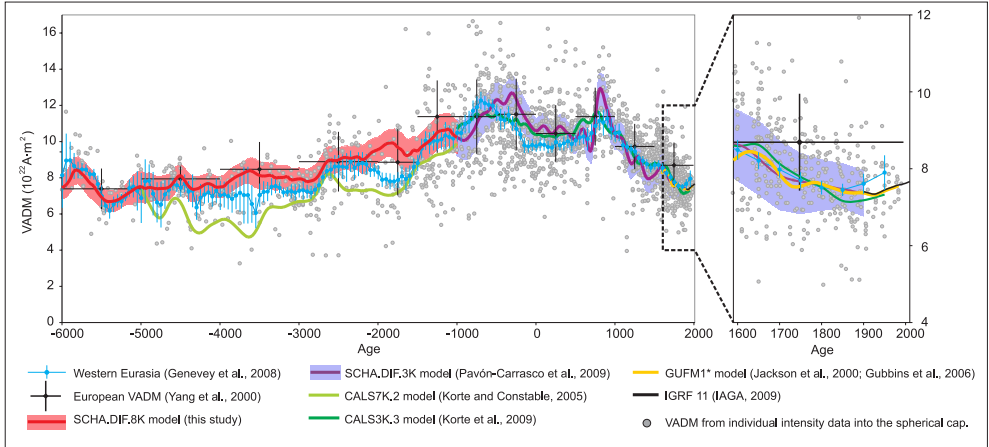 VADM (10²²A·m²)
16
14
12
10
8
6
4
2
0
-6000
-5000
-4000
-3000
-2000
-1000
0
1000
2000
Age
12
10
8
6
4
1600
1700
1800
1900
2000
Age
Western Eurasia (Genevey et al., 2008)
European VADM (Yang et al., 2000)
SCHA.DIF.8K model (this study)
SCHA.DIF.3K model (Pavón-Carrasco et al., 2009)
CALS7K.2 model (Korte and Constable, 2005)
CALS3K.3 model (Korte et al., 2009)
GUFM1* model (Jackson et al., 2000; Gubbins et al., 2006)
IGRF 11 (IAGA, 2009)
VADM from individual intensity data into the spherical cap.